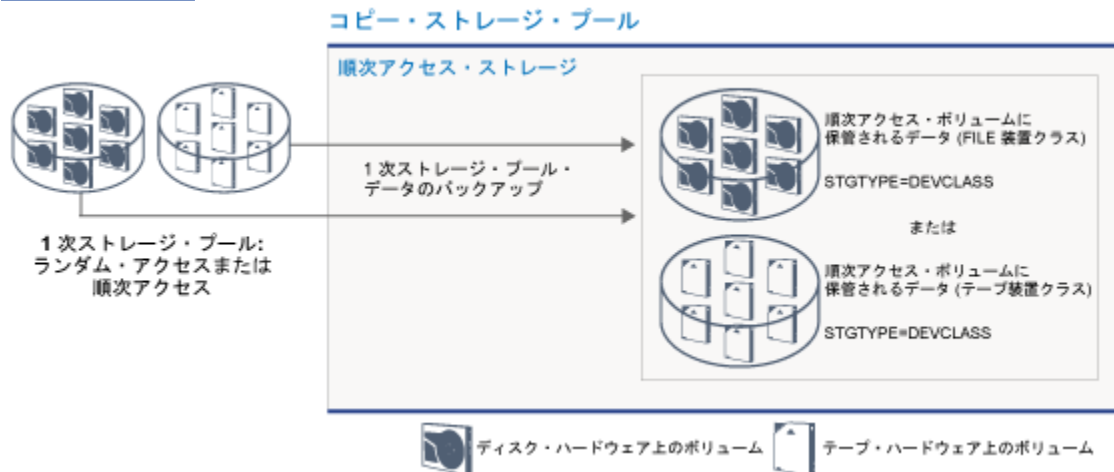 コピー・ストレージ・プール
順次アクセス・ストレージ
順次アクセス・ボリュームに
保管されるデータ (FILE 装置クラス)
STGTYPE=DEVCLASS
または
順次アクセス・ボリュームに
保管されるデータ (テープ装置クラス)
STGTYPE=DEVCLASS
1 次ストレージ・プール・
データのバックアップ
1 次ストレージ・プール:
ランダム・アクセスまたは
順次アクセス
ディスク・ハードウェア上のボリューム
テープ・ハードウェア上のボリューム